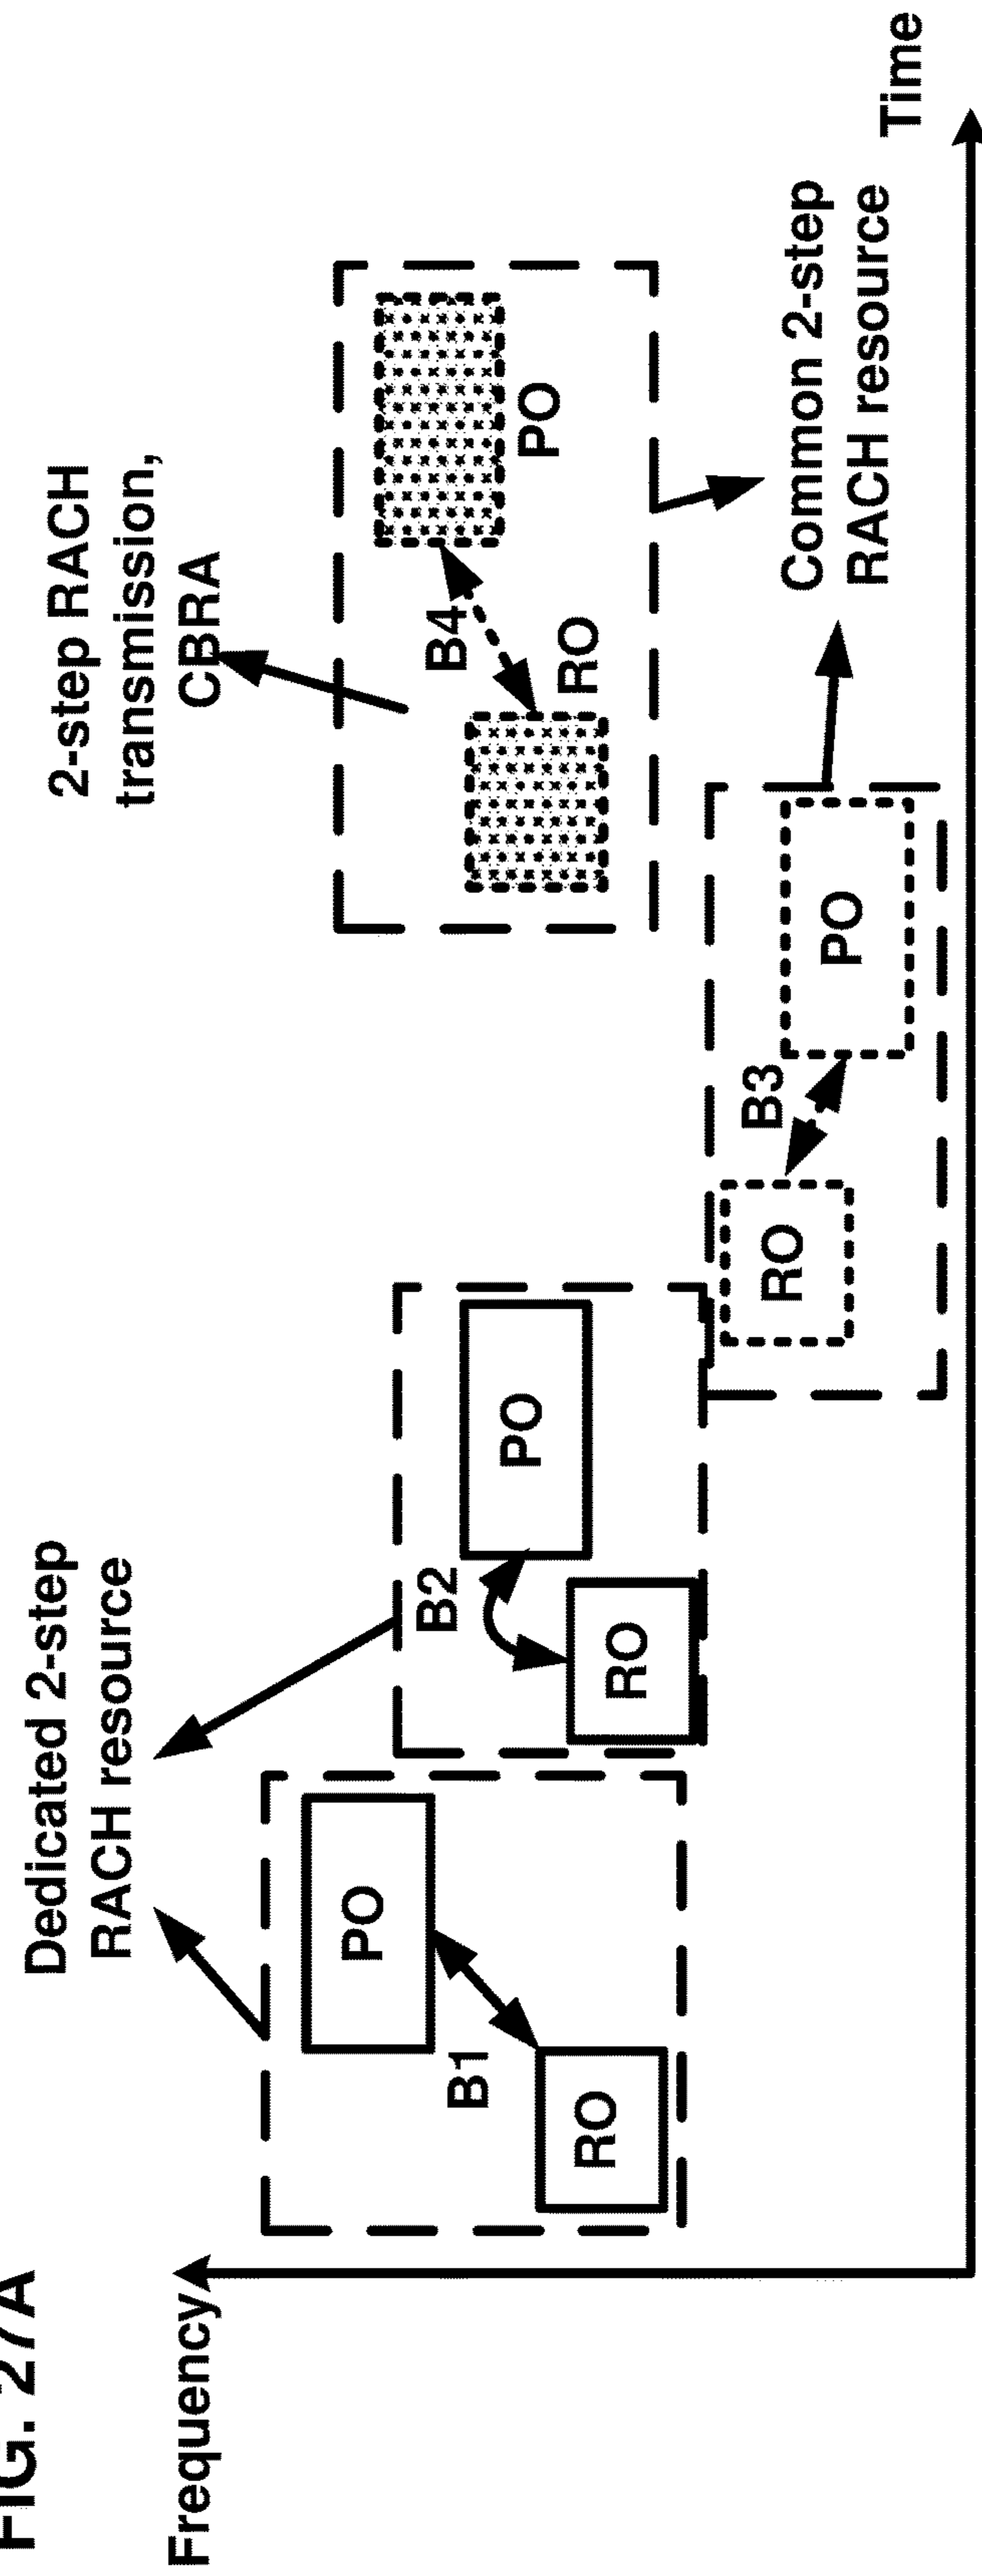 FIG. 27A
Frequency
Dedicated 2-step
RACH resource
2-step RACH
transmission,
CBRA
PO
B1
RO
B2
PO
RO
B4
PO
RO
B3
RO
PO
Common 2-step
RACH resource
Time